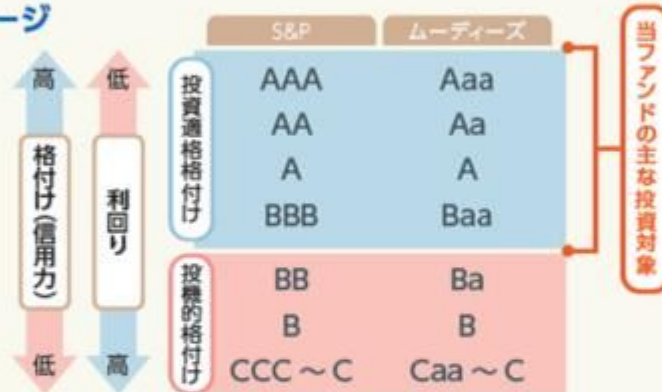 ージ
S&P ムーディーズ
高 低
格付け(信用力)
利回り
低 高
投資適格格付け
AAA Aaa
AA Aa
A A
BBB Baa
投機的格付け
BB Ba
B B
CCC ~ C Caa ~ C
当ファンドの主な投資対象